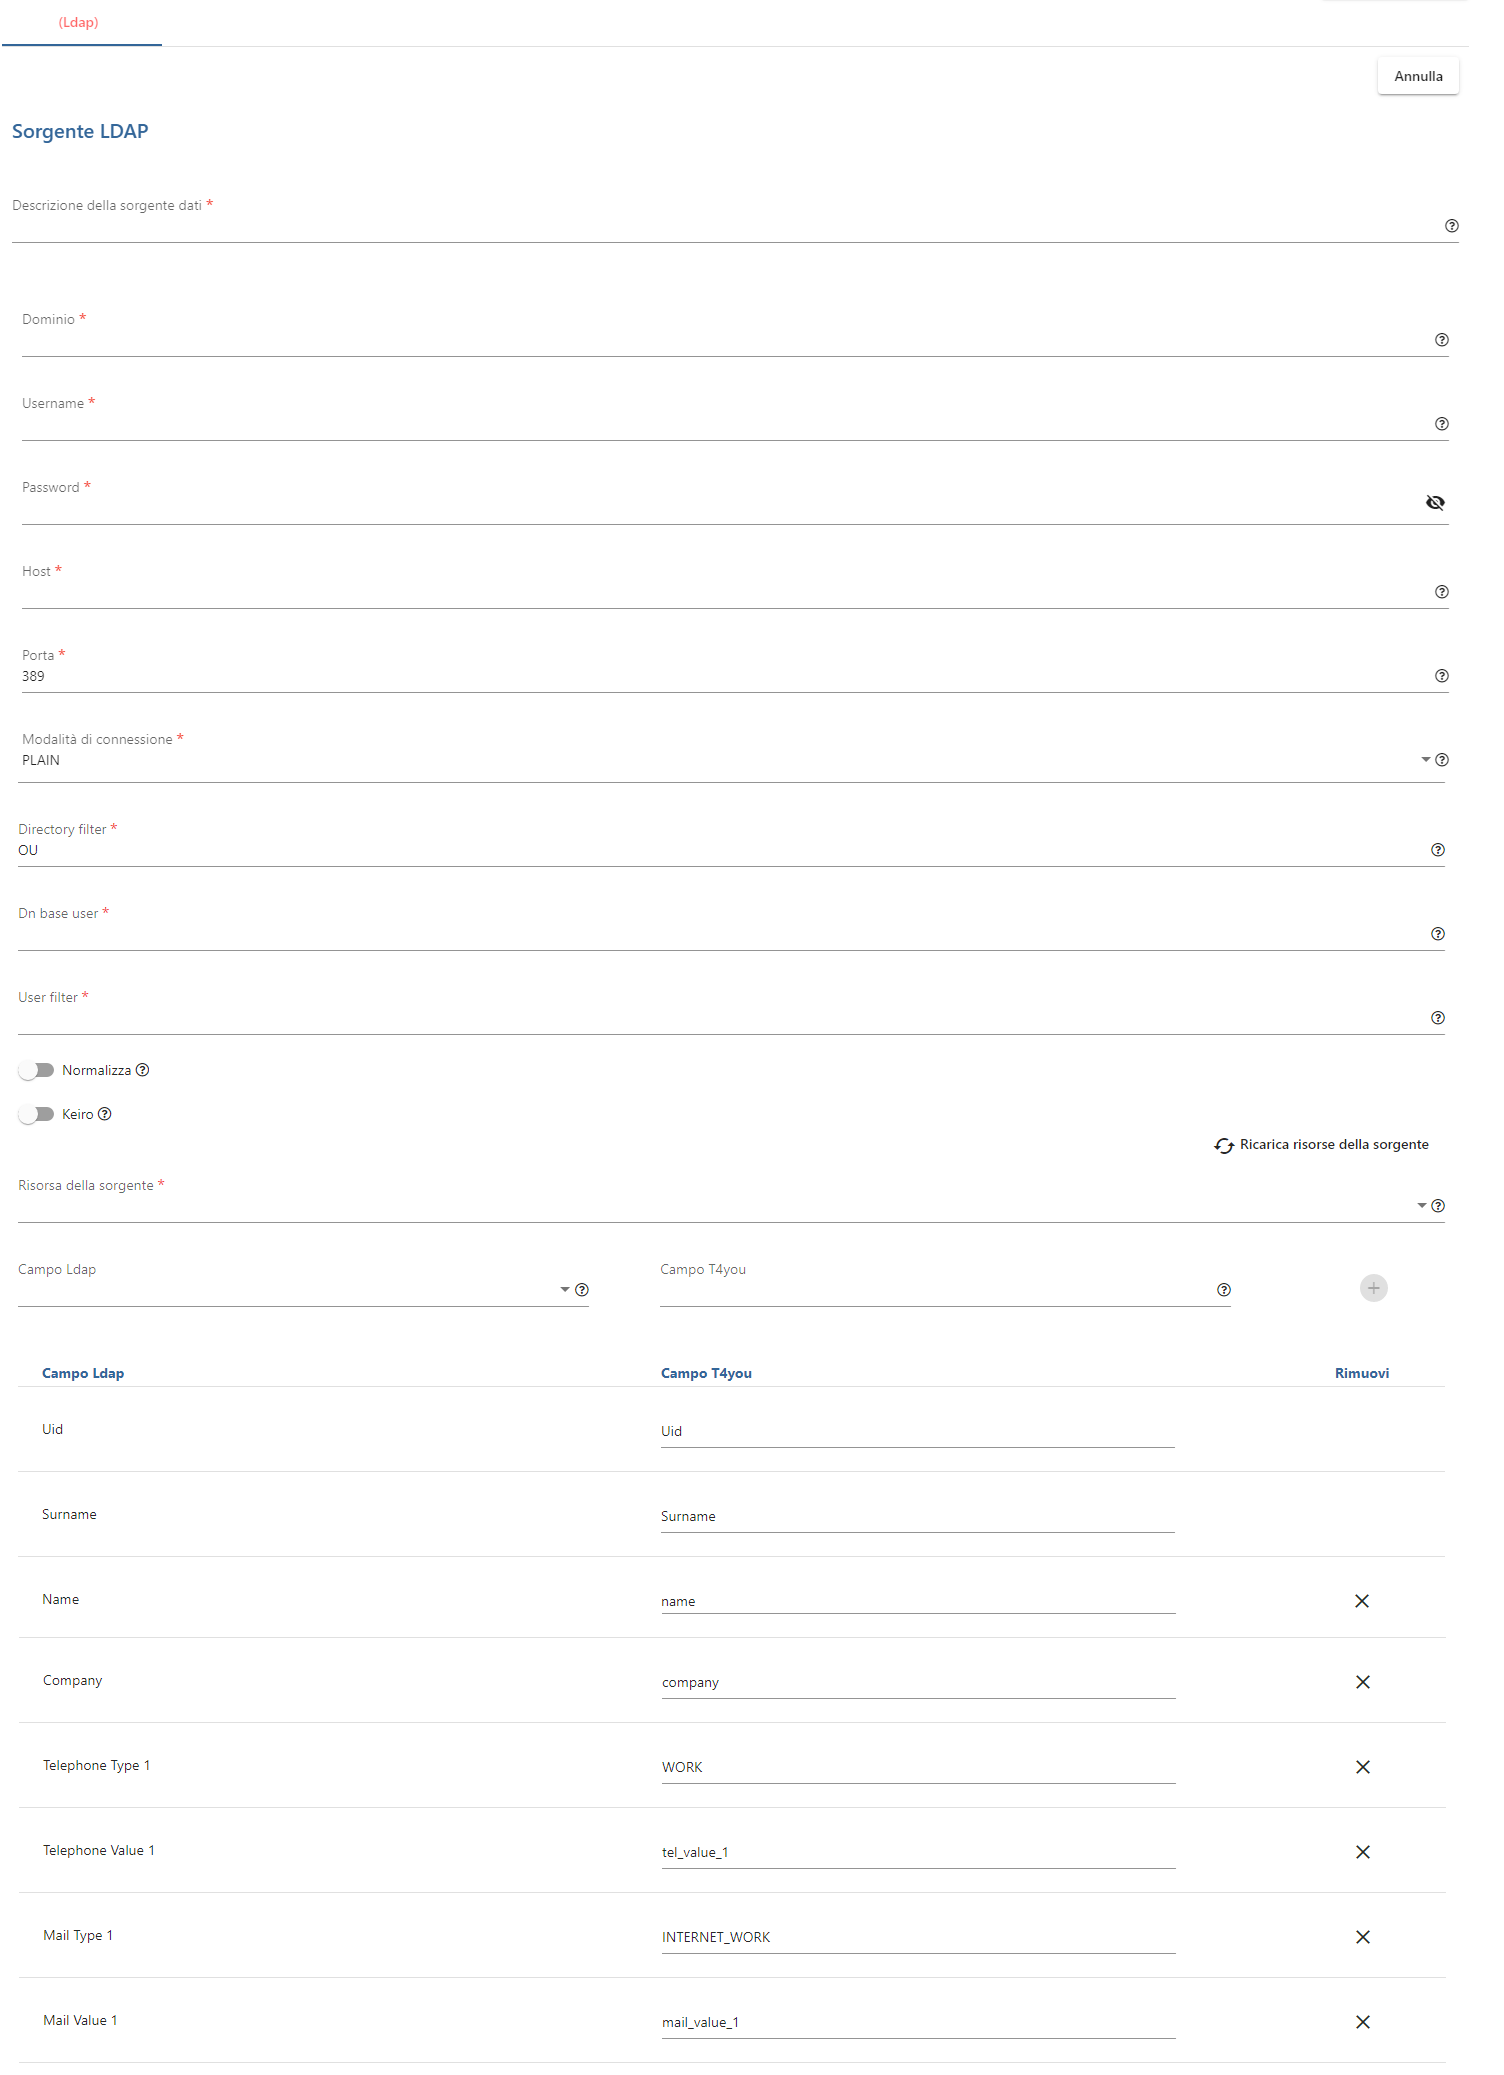 (Ldap)
Annulla
Sorgente LDAP
Descrizione della sorgente dati *
Dominio *
Username *
Password *
Host *
Porta *
389
Modalità di connessione *
PLAIN
Directory filter *
OU
Dn base user *
User filter *
Normalizza
Keiro
Ricarica risorse della sorgente
Risorsa della sorgente *
Campo Ldap Campo T4you
Campo Ldap Campo T4you Rimuovi
Uid Uid
Surname Surname
Name name
Company company
Telephone Type 1 WORK
Telephone Value 1 tel_value_1
Mail Type 1 INTERNET_WORK
Mail Value 1 mail_value_1